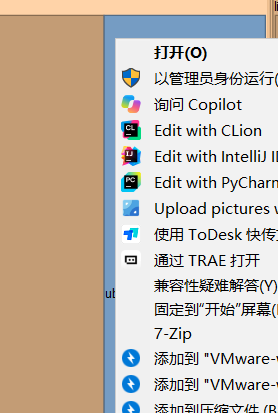 打开(O)
以管理员身份运行(
询问 Copilot
Edit with CLion
Edit with IntelliJ
Edit with PyCharm
Upload pictures
使用 ToDesk 快传
通过 TRAE 打开
兼容性疑难解答(Y)
ub
固定到"开始"屏幕(
7-Zip
添加到 "VMware-
添加到 "VMware-
添加到压缩文件 (R